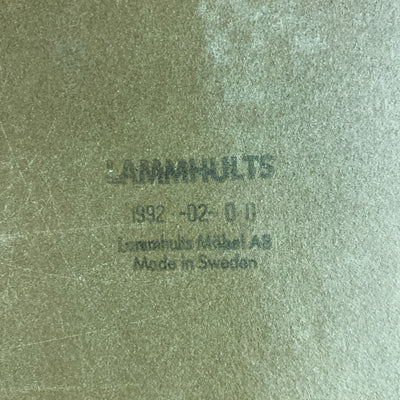 LAMMHULTS
1992 -02- 0 0
Lammhults Möbel AB
Made in Sweden